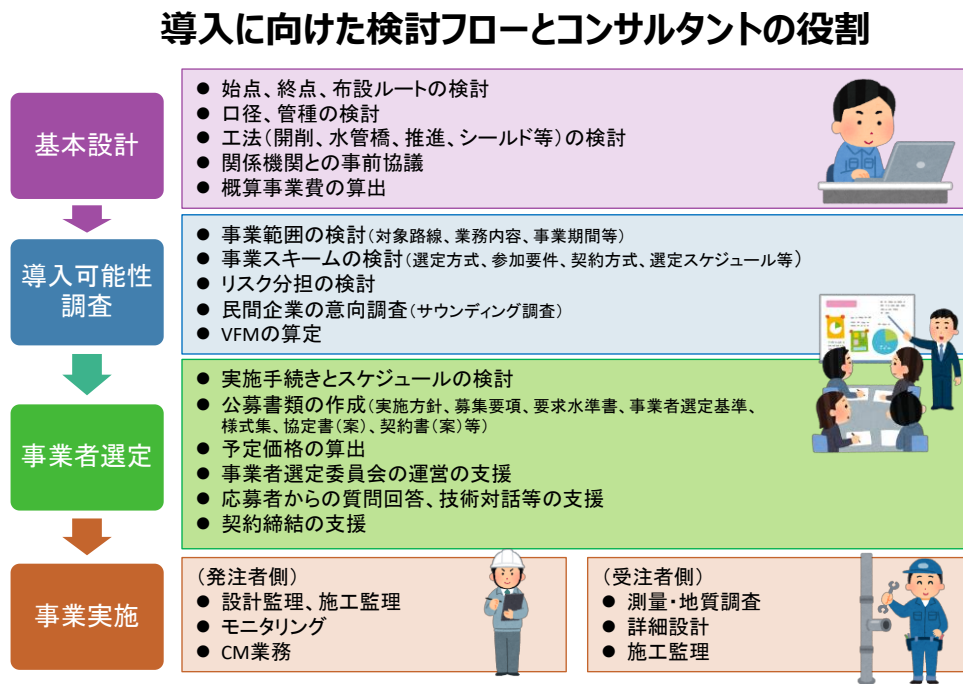 導入に向けた検討フローとコンサルタントの役割
基本設計
● 始点、終点、布設ルートの検討
● 口径、管種の検討
● 工法（開削、水管橋、推進、シールド等）の検討
● 関係機関との事前協議
● 概算事業費の算出
導入可能性
調査
● 事業範囲の検討（対象路線、業務内容、事業期間等）
● 事業スキームの検討（選定方式、参加要件、契約方式、選定スケジュール等）
● リスク分担の検討
● 民間企業の意向調査（サウンディング調査）
● VFMの算定
事業者選定
● 実施手続きとスケジュールの検討
● 公募書類の作成（実施方針、募集要項、要求水準書、事業者選定基準、
様式集、協定書（案）、契約書（案）等）
● 予定価格の算出
● 事業者選定委員会の運営の支援
● 応募者からの質問回答、技術対話等の支援
● 契約締結の支援
事業実施
（発注者側）
● 設計監理、施工監理
● モニタリング
● CM業務
（受注者側）
● 測量・地質調査
● 詳細設計
● 施工監理